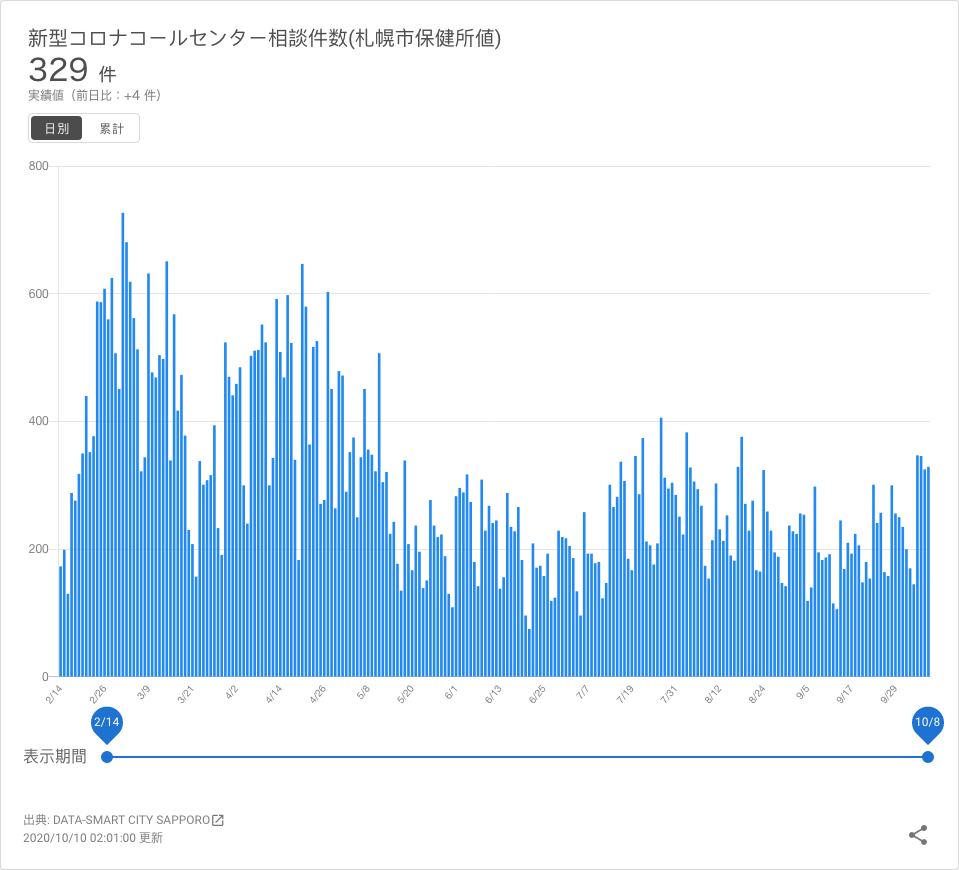 新型コロナコールセンター相談件数(札幌市保健所値)
329 件
実績値（前日比：+4 件）
日別 累計
800
600
400
200
0
2/14 2/26 3/9 3/21 4/2 4/14 4/26 5/8 5/20 6/1 6/13 6/25 7/7 7/19 7/31 8/12 8/24 9/5 9/17 9/29
2/14 10/8
表示期間
出典: DATA-SMART CITY SAPPORO
2020/10/10 02:01:00 更新